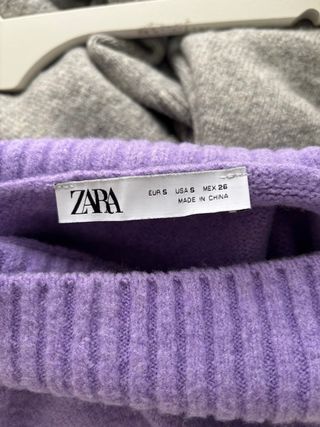 ZARA
EUR S USA S MEX 26
MADE IN CHINA